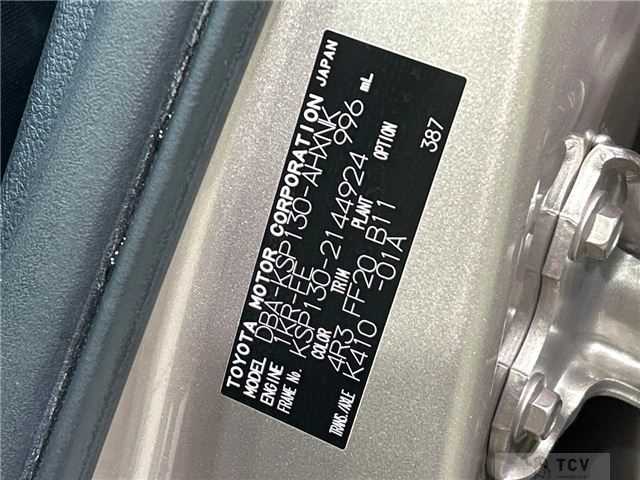 TOYOTA MOTOR CORPORATION JAPAN
MODEL DBA-KSP130-AHXNK
ENGINE 1KR-FE 996 mL
FRAME No. KSP130-2144924
COLOR TRIM PLANT OPTION
4R3 FF20 B11
TRANS./AXLE K410 -01A 387
TCV